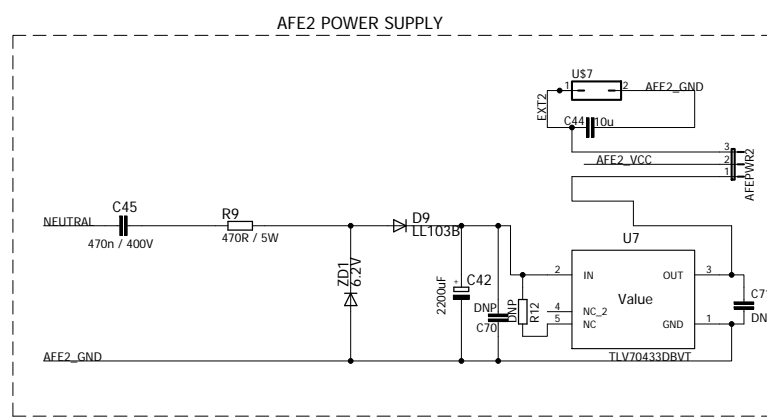 AFE2 POWER SUPPLY
U$7
1
2
AFE2_GND
EXT2
C44
10u
3
AFE2_VCC
2
1
AFEPWR2
C45
NEUTRAL
470n / 400V
R9
470R / 5W
D9
LL103B
U7
ZD1
6.2V
+
C42
2200uF
DNP
C70
DNP
R12
2
IN
OUT
3
Value
4
NC_2
5
NC
GND
1
C71
DN
AFE2_GND
TLV70433DBVT